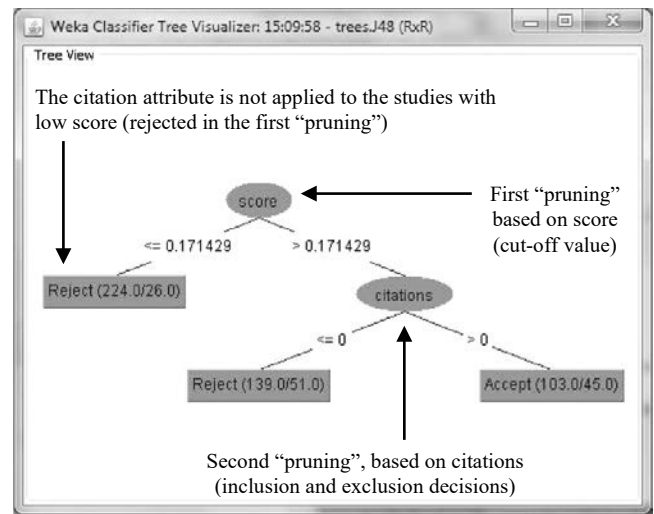 Weka Classifier Tree Visualizer: 15:09:58 - trees.J48 (RxR)
Tree View
The citation attribute is not applied to the studies with
low score (rejected in the first “pruning”)
score
First “pruning”
based on score
(cut-off value)
<= 0.171429
> 0.171429
Reject (224.0/26.0)
citations
<= 0
> 0
Reject (139.0/51.0)
Accept (103.0/45.0)
Second “pruning”, based on citations
(inclusion and exclusion decisions)